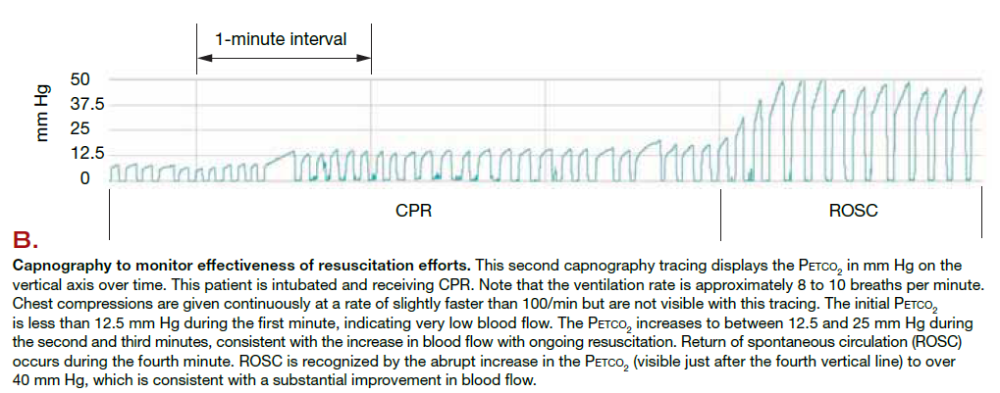 1-minute interval
mm Hg
50
37.5
25
12.5
0
CPR
ROSC
B.
Capnography to monitor effectiveness of resuscitation efforts. This second capnography tracing displays the PETCO₂ in mm Hg on the
vertical axis over time. This patient is intubated and receiving CPR. Note that the ventilation rate is approximately 8 to 10 breaths per minute.
Chest compressions are given continuously at a rate of slightly faster than 100/min but are not visible with this tracing. The initial PETCO₂
is less than 12.5 mm Hg during the first minute, indicating very low blood flow. The PETCO₂ increases to between 12.5 and 25 mm Hg during
the second and third minutes, consistent with the increase in blood flow with ongoing resuscitation. Return of spontaneous circulation (ROSC)
occurs during the fourth minute. ROSC is recognized by the abrupt increase in the PETCO₂ (visible just after the fourth vertical line) to over
40 mm Hg, which is consistent with a substantial improvement in blood flow.